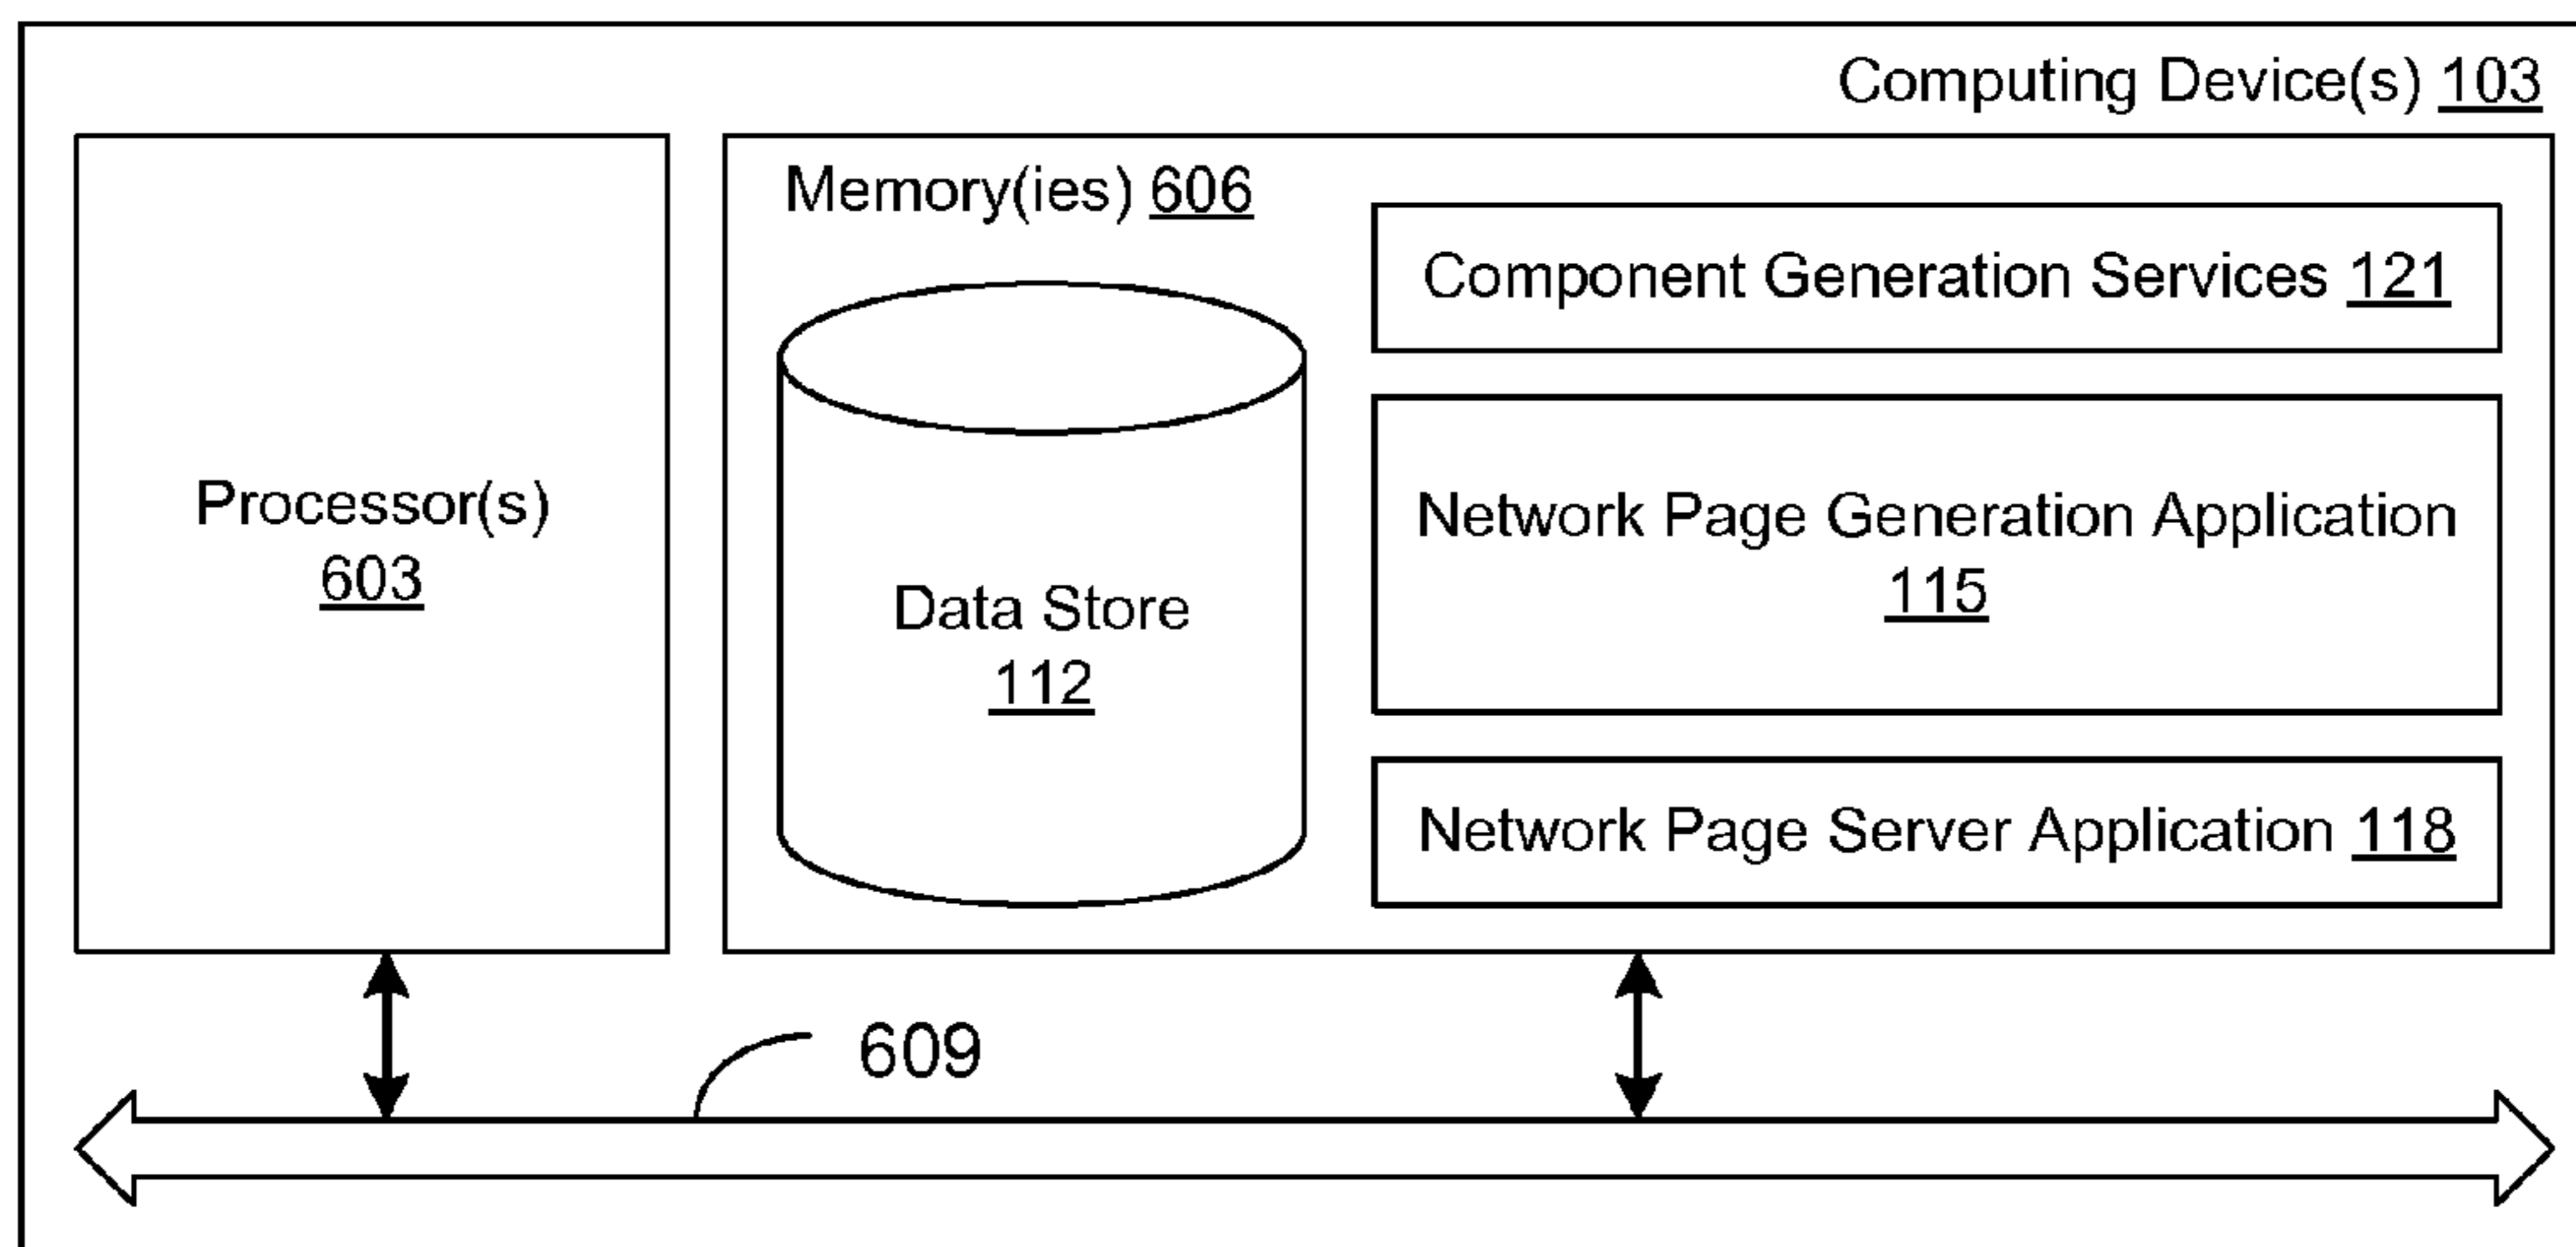 Computing Device(s) 103
Processor(s)
603
Memory(ies) 606
Data Store
112
Component Generation Services 121
Network Page Generation Application
115
Network Page Server Application 118
609